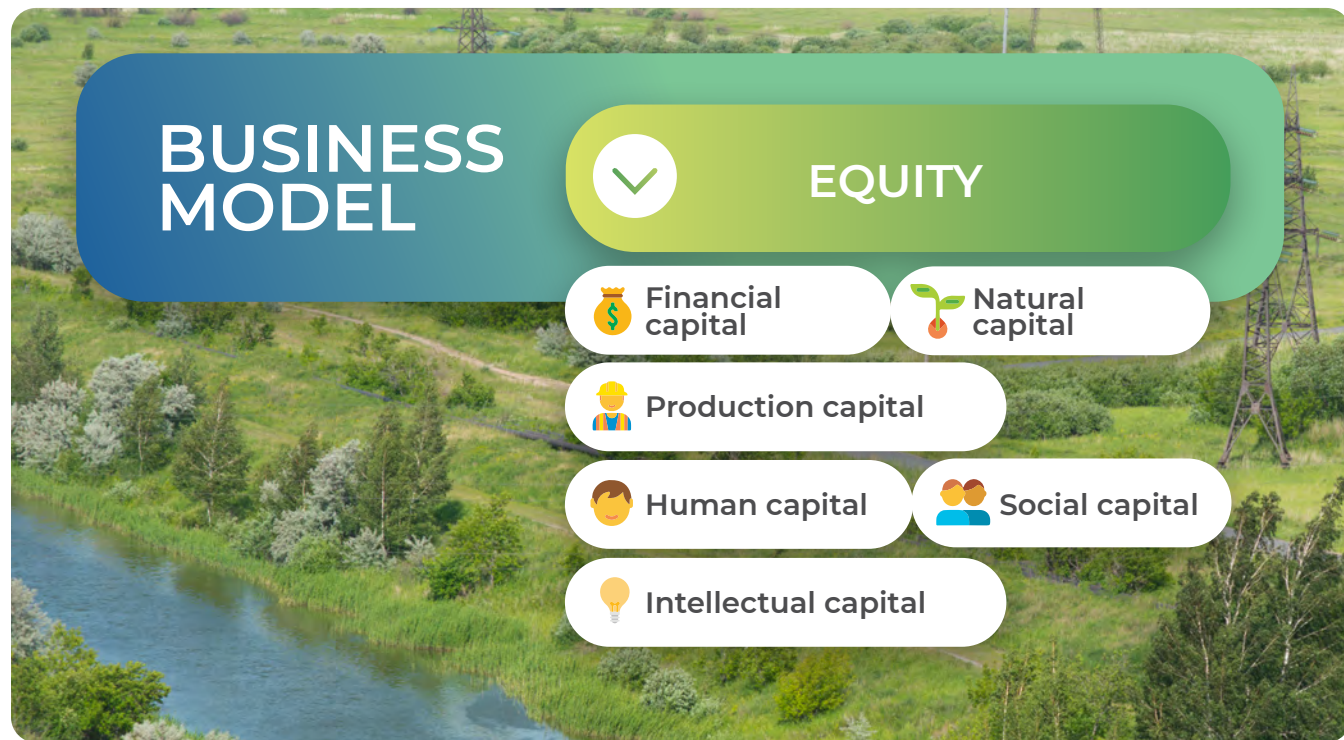 BUSINESS
MODEL
EQUITY
Financial
capital
Natural
capital
Production capital
Human capital
Social capital
Intellectual capital